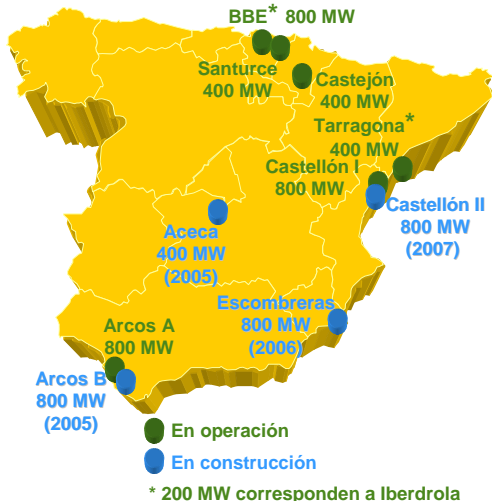 BBE* 800 MW
Santurce
400 MW
Castejón
400 MW
Tarragona*
400 MW
Castellón I
800 MW
Castellón II
800 MW
(2007)
Aceca
400 MW
(2005)
Escombreras
800 MW
(2006)
Arcos A
800 MW
Arcos B
800 MW
(2005)
En operación
En construcción
* 200 MW corresponden a Iberdrola